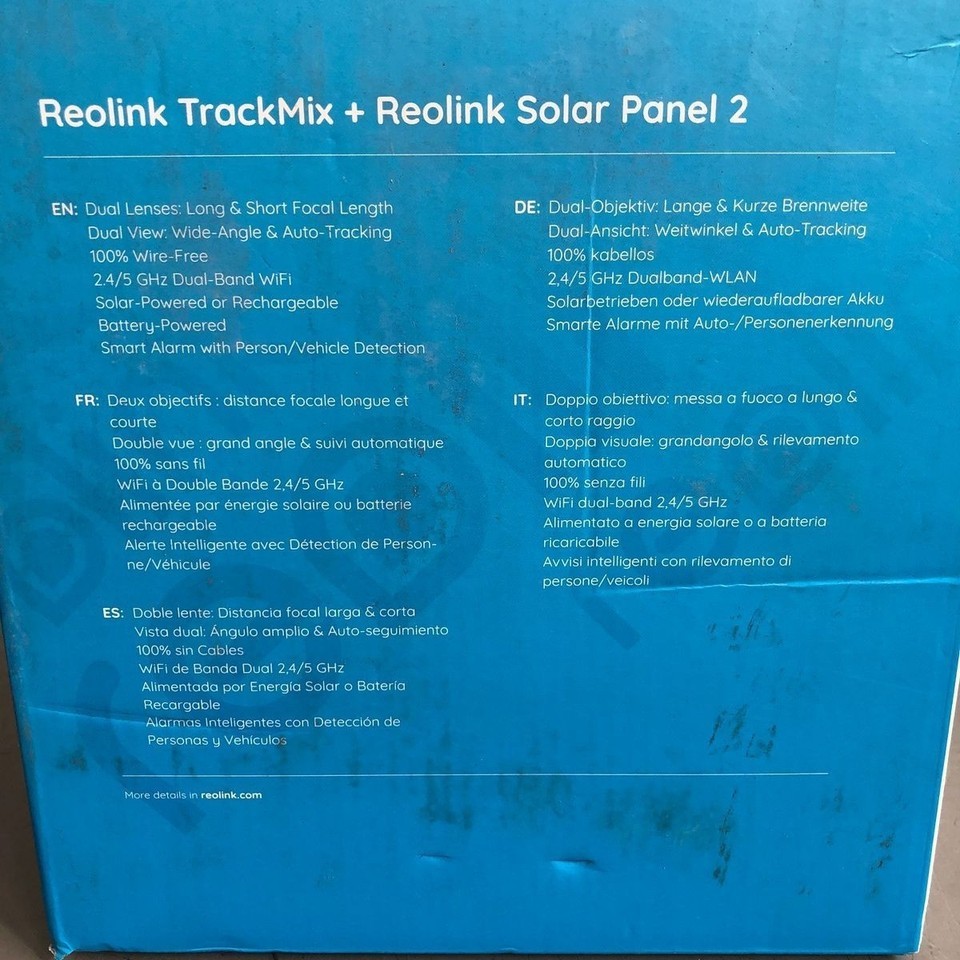 Reolink TrackMix + Reolink Solar Panel 2
EN: Dual Lenses: Long & Short Focal Length
Dual View: Wide-Angle & Auto-Tracking
100% Wire-Free
2.4/5 GHz Dual-Band WiFi
Solar-Powered or Rechargeable
Battery-Powered
Smart Alarm with Person/Vehicle Detection
DE: Dual-Objektiv: Lange & Kurze Brennweite
Dual-Ansicht: Weitwinkel & Auto-Tracking
100% kabellos
2,4/5 GHz Dualband-WLAN
Solarbetrieben oder wiederaufladbarer Akku
Smarte Alarme mit Auto-/Personenerkennung
FR: Deux objectifs : distance focale longue et
courte
Double vue : grand angle & suivi automatique
100% sans fil
WiFi à Double Bande 2,4/5 GHz
Alimentée par énergie solaire ou batterie
rechargeable
Alerte Intelligente avec Détection de Person-
ne/Véhicule
IT: Doppio obiettivo: messa a fuoco a lungo &
corto raggio
Doppia visuale: grandangolo & rilevamento
automatico
100% senza fili
WiFi dual-band 2,4/5 GHz
Alimentato a energia solare o a batteria
ricaricabile
Avvisi intelligenti con rilevamento di
persone/veicoli
ES: Doble lente: Distancia focal larga & corta
Vista dual: Ángulo amplio & Auto-seguimiento
100% sin Cables
WiFi de Banda Dual 2,4/5 GHz
Alimentada por Energía Solar o Batería
Recargable
Alarmas Inteligentes con Detección de
Personas y Vehículos
More details in reolink.com